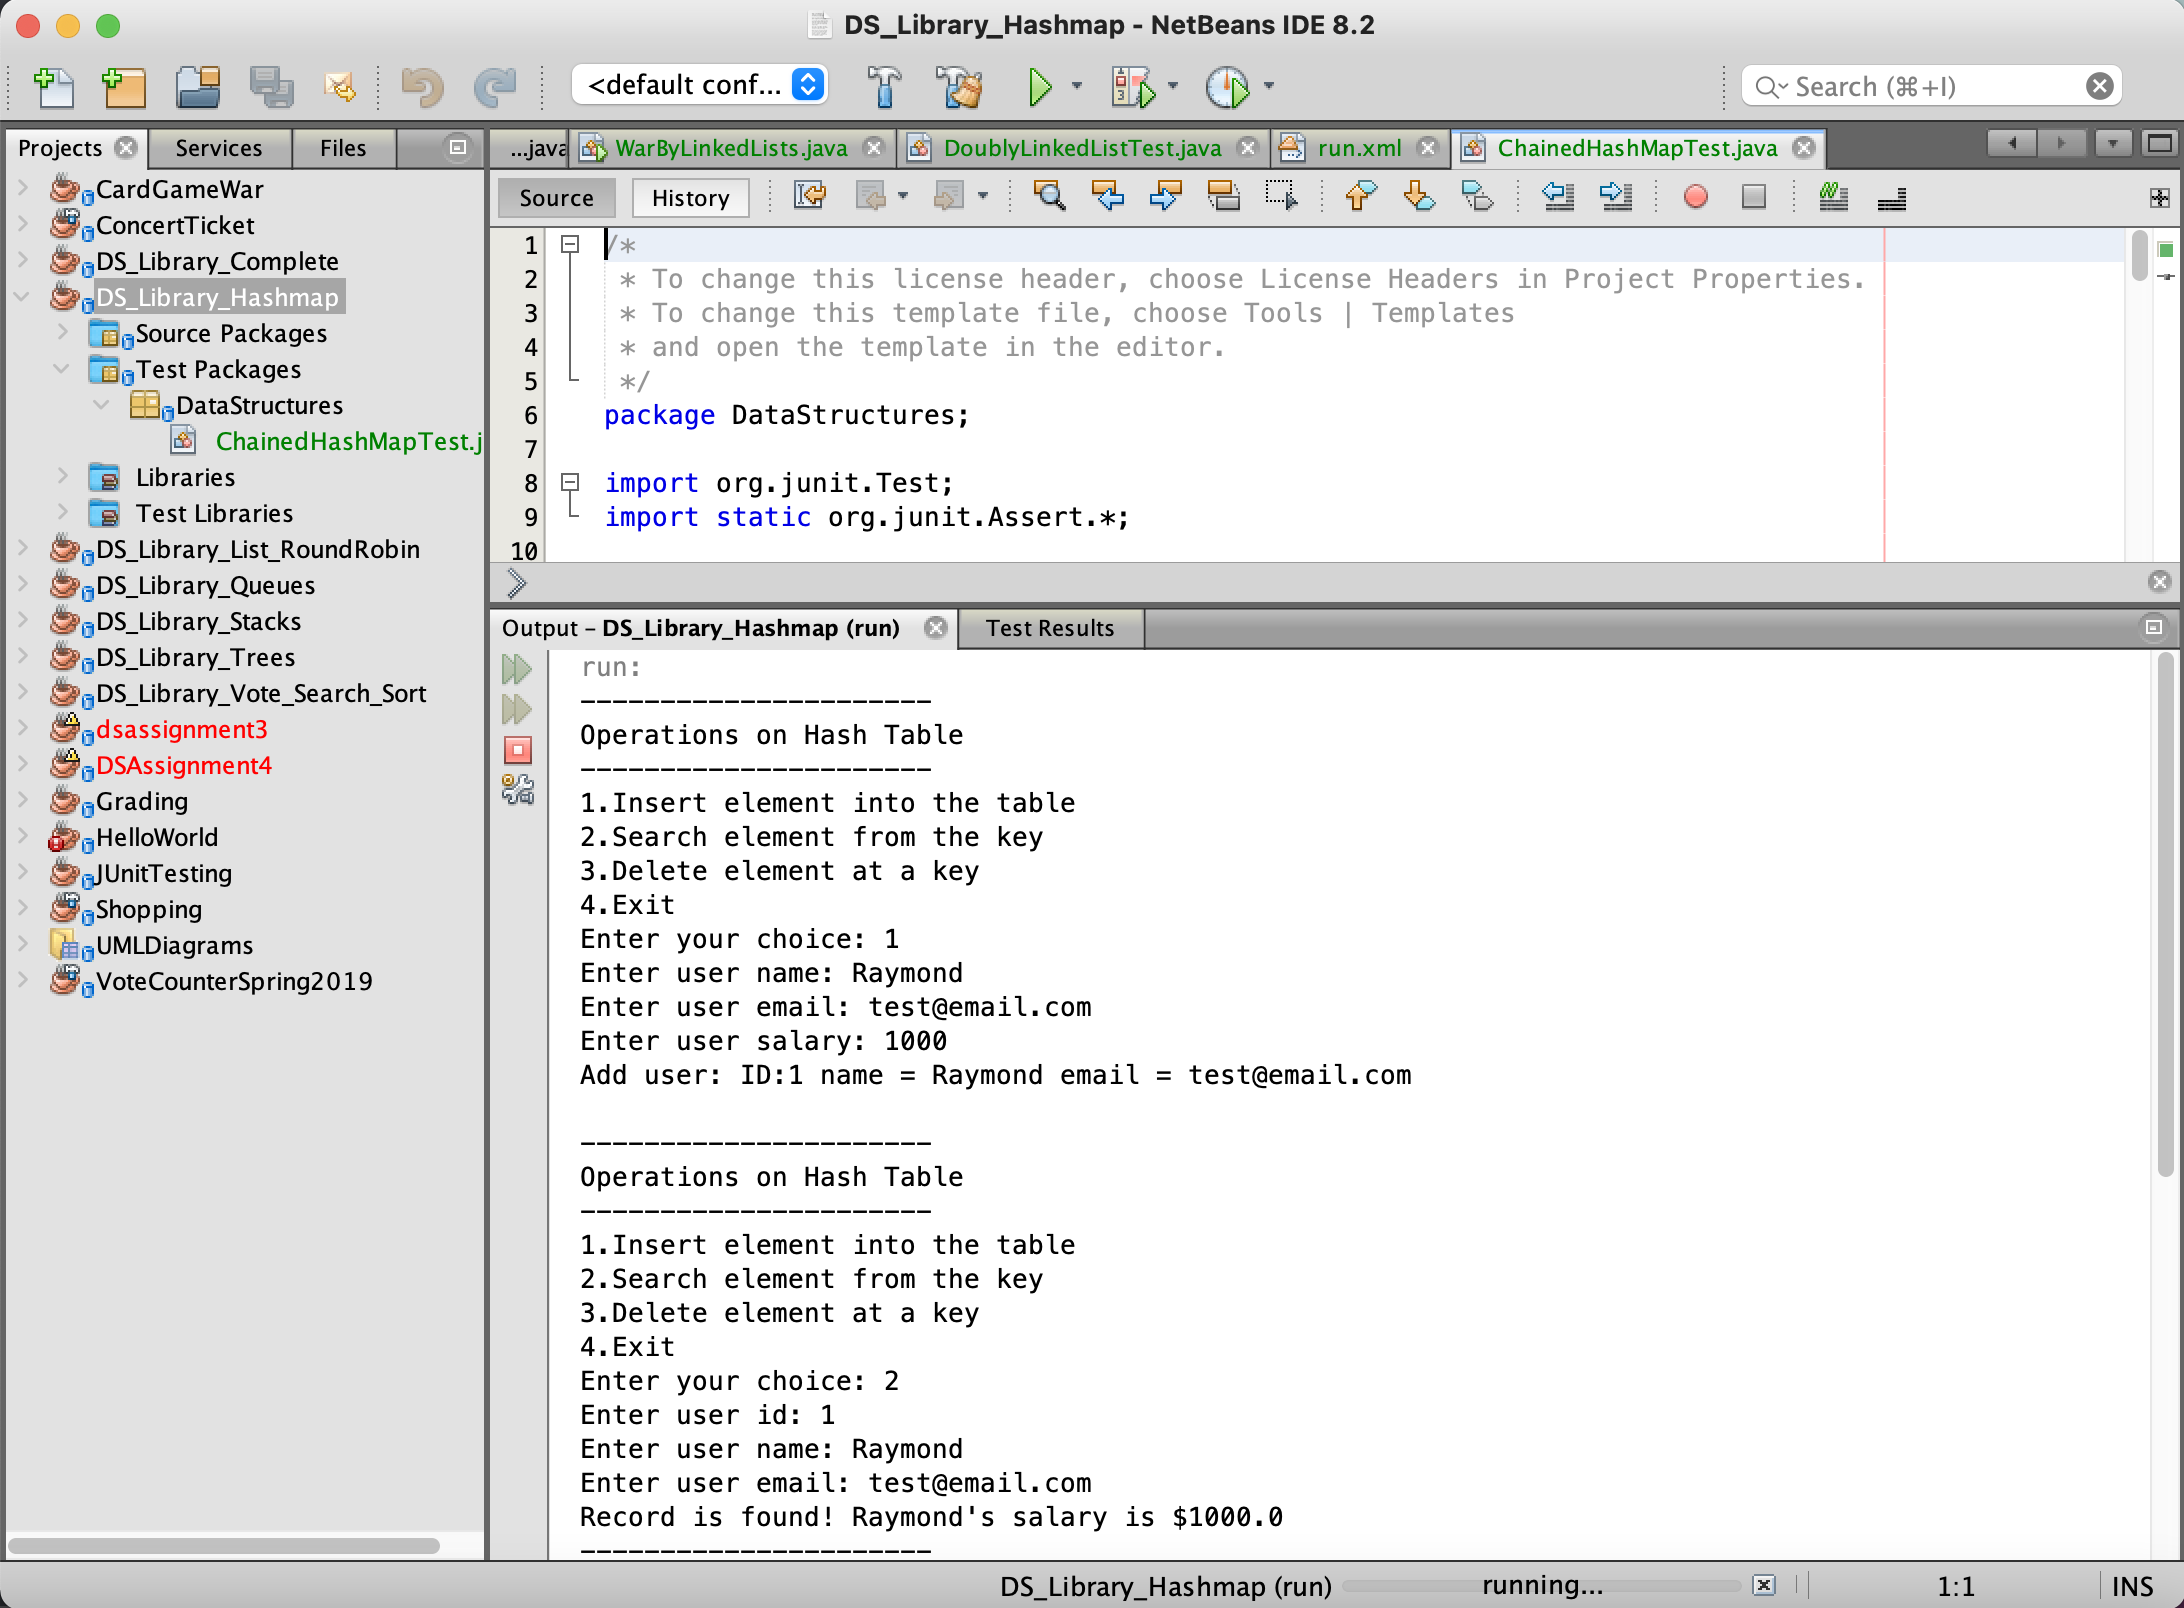 DS_Library_Hashmap - NetBeans IDE 8.2
<default conf...
Search (⌘+I)
Projects
Services
Files
...java
WarByLinkedLists.java
DoublyLinkedListTest.java
run.xml
ChainedHashMapTest.java
CardGameWar
ConcertTicket
DS_Library_Complete
DS_Library_Hashmap
Source Packages
Test Packages
DataStructures
ChainedHashMapTest.j
Libraries
Test Libraries
DS_Library_List_RoundRobin
DS_Library_Queues
DS_Library_Stacks
DS_Library_Trees
DS_Library_Vote_Search_Sort
dsassignment3
DSAssignment4
Grading
HelloWorld
JUnitTesting
Shopping
UMLDiagrams
VoteCounterSpring2019
Source
History
1 /*
2 * To change this license header, choose License Headers in Project Properties.
3 * To change this template file, choose Tools | Templates
4 * and open the template in the editor.
5 */
6 package DataStructures;
7
8 import org.junit.Test;
9 import static org.junit.Assert.*;
10
Output – DS_Library_Hashmap (run)
Test Results
run:
----------------------
Operations on Hash Table
----------------------
1.Insert element into the table
2.Search element from the key
3.Delete element at a key
4.Exit
Enter your choice: 1
Enter user name: Raymond
Enter user email: test@email.com
Enter user salary: 1000
Add user: ID:1 name = Raymond email = test@email.com
----------------------
Operations on Hash Table
----------------------
1.Insert element into the table
2.Search element from the key
3.Delete element at a key
4.Exit
Enter your choice: 2
Enter user id: 1
Enter user name: Raymond
Enter user email: test@email.com
Record is found! Raymond's salary is $1000.0
----------------------
DS_Library_Hashmap (run)
running...
1:1
INS